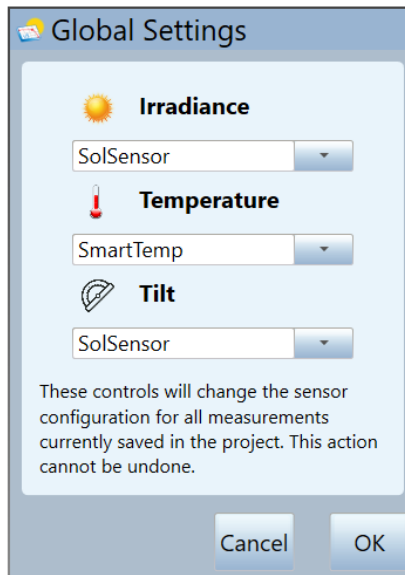 Global Settings
Irradiance
SolSensor
Temperature
SmartTemp
Tilt
SolSensor
These controls will change the sensor
configuration for all measurements
currently saved in the project. This action
cannot be undone.
Cancel OK